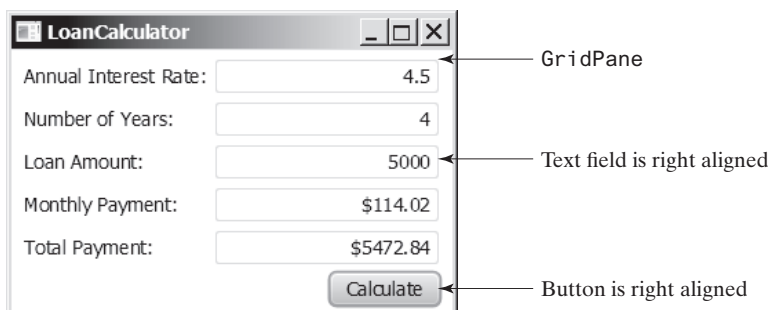 LoanCalculator
GridPane
Annual Interest Rate: 4.5
Number of Years: 4
Loan Amount: 5000
Text field is right aligned
Monthly Payment: $114.02
Total Payment: $5472.84
Calculate
Button is right aligned